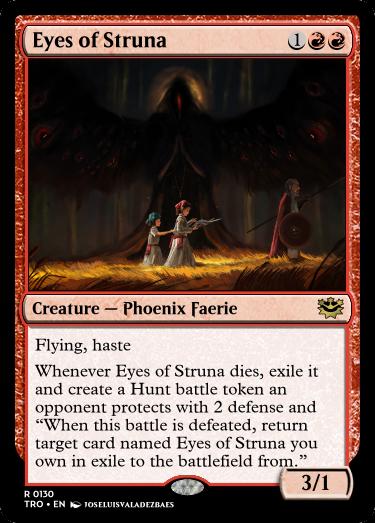 Eyes of Struna 1
Creature — Phoenix Faerie
Flying, haste
Whenever Eyes of Struna dies, exile it
and create a Hunt battle token an
opponent protects with 2 defense and
“When this battle is defeated, return
target card named Eyes of Struna you
own in exile to the battlefield from.”
3/1
R 0130
TRO • EN JOSELUISVALADEZBAES